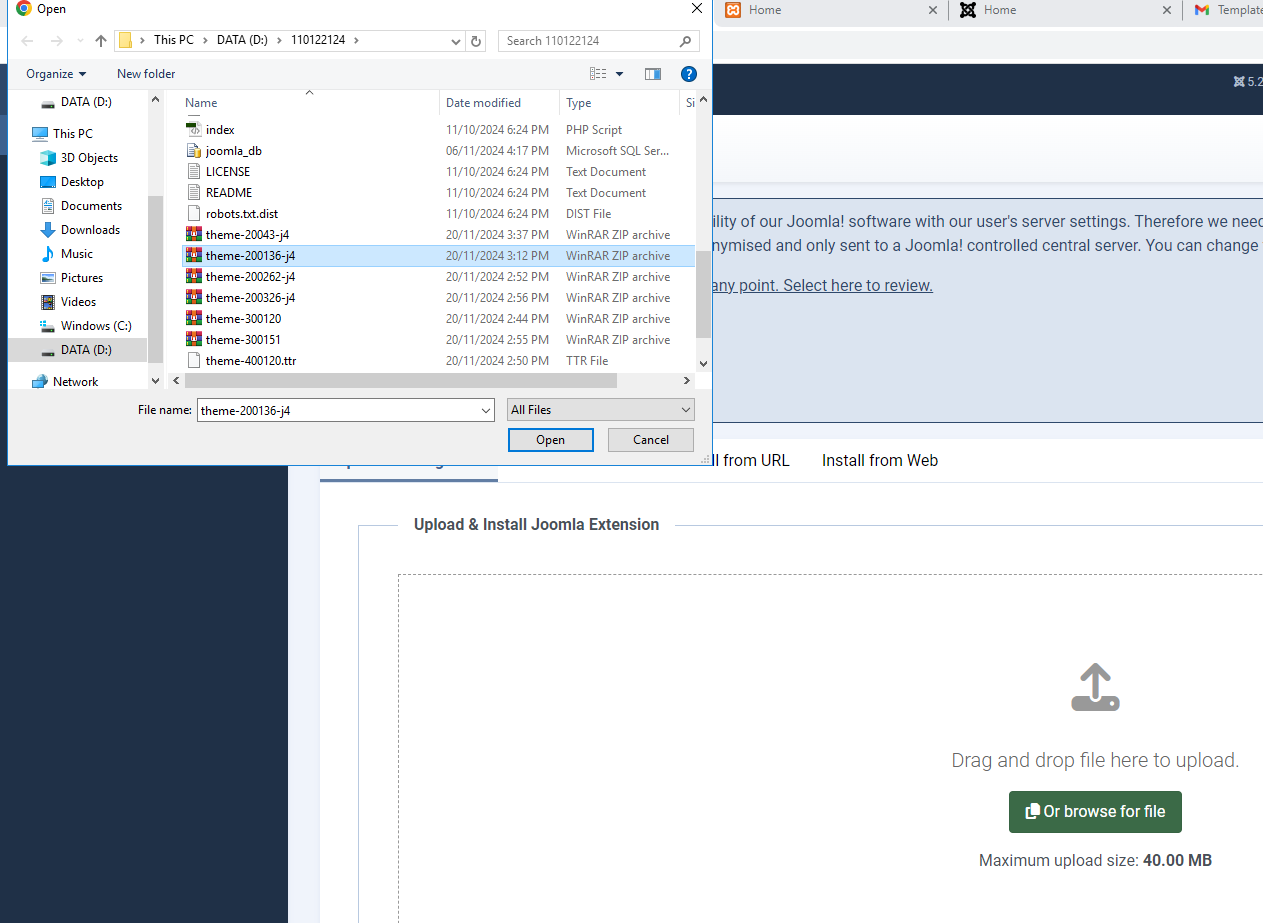 Open
Home
Home
Template
This PC
DATA (D:)
110122124
Search 110122124
Organize
New folder
5.2
DATA (D:)
This PC
3D Objects
Desktop
Documents
Downloads
Music
Pictures
Videos
Windows (C:)
DATA (D:)
Network
Name Date modified Type Si
index 11/10/2024 6:24 PM PHP Script
joomla_db 06/11/2024 4:17 PM Microsoft SQL Ser...
LICENSE 11/10/2024 6:24 PM Text Document
README 11/10/2024 6:24 PM Text Document
robots.txt.dist 11/10/2024 6:24 PM DIST File
theme-20043-j4 20/11/2024 3:37 PM WinRAR ZIP archive
theme-200136-j4 20/11/2024 3:12 PM WinRAR ZIP archive
theme-200262-j4 20/11/2024 2:52 PM WinRAR ZIP archive
theme-200326-j4 20/11/2024 2:56 PM WinRAR ZIP archive
theme-300120 20/11/2024 2:44 PM WinRAR ZIP archive
theme-300151 20/11/2024 2:55 PM WinRAR ZIP archive
theme-400120.ttr 20/11/2024 2:50 PM TTR File
File name: theme-200136-j4
All Files
Open
Cancel
ility of our Joomla! software with our user's server settings. Therefore we need
nymised and only sent to a Joomla! controlled central server. You can change
any point. Select here to review.
ll from URL
Install from Web
Upload & Install Joomla Extension
Drag and drop file here to upload.
Or browse for file
Maximum upload size: 40.00 MB